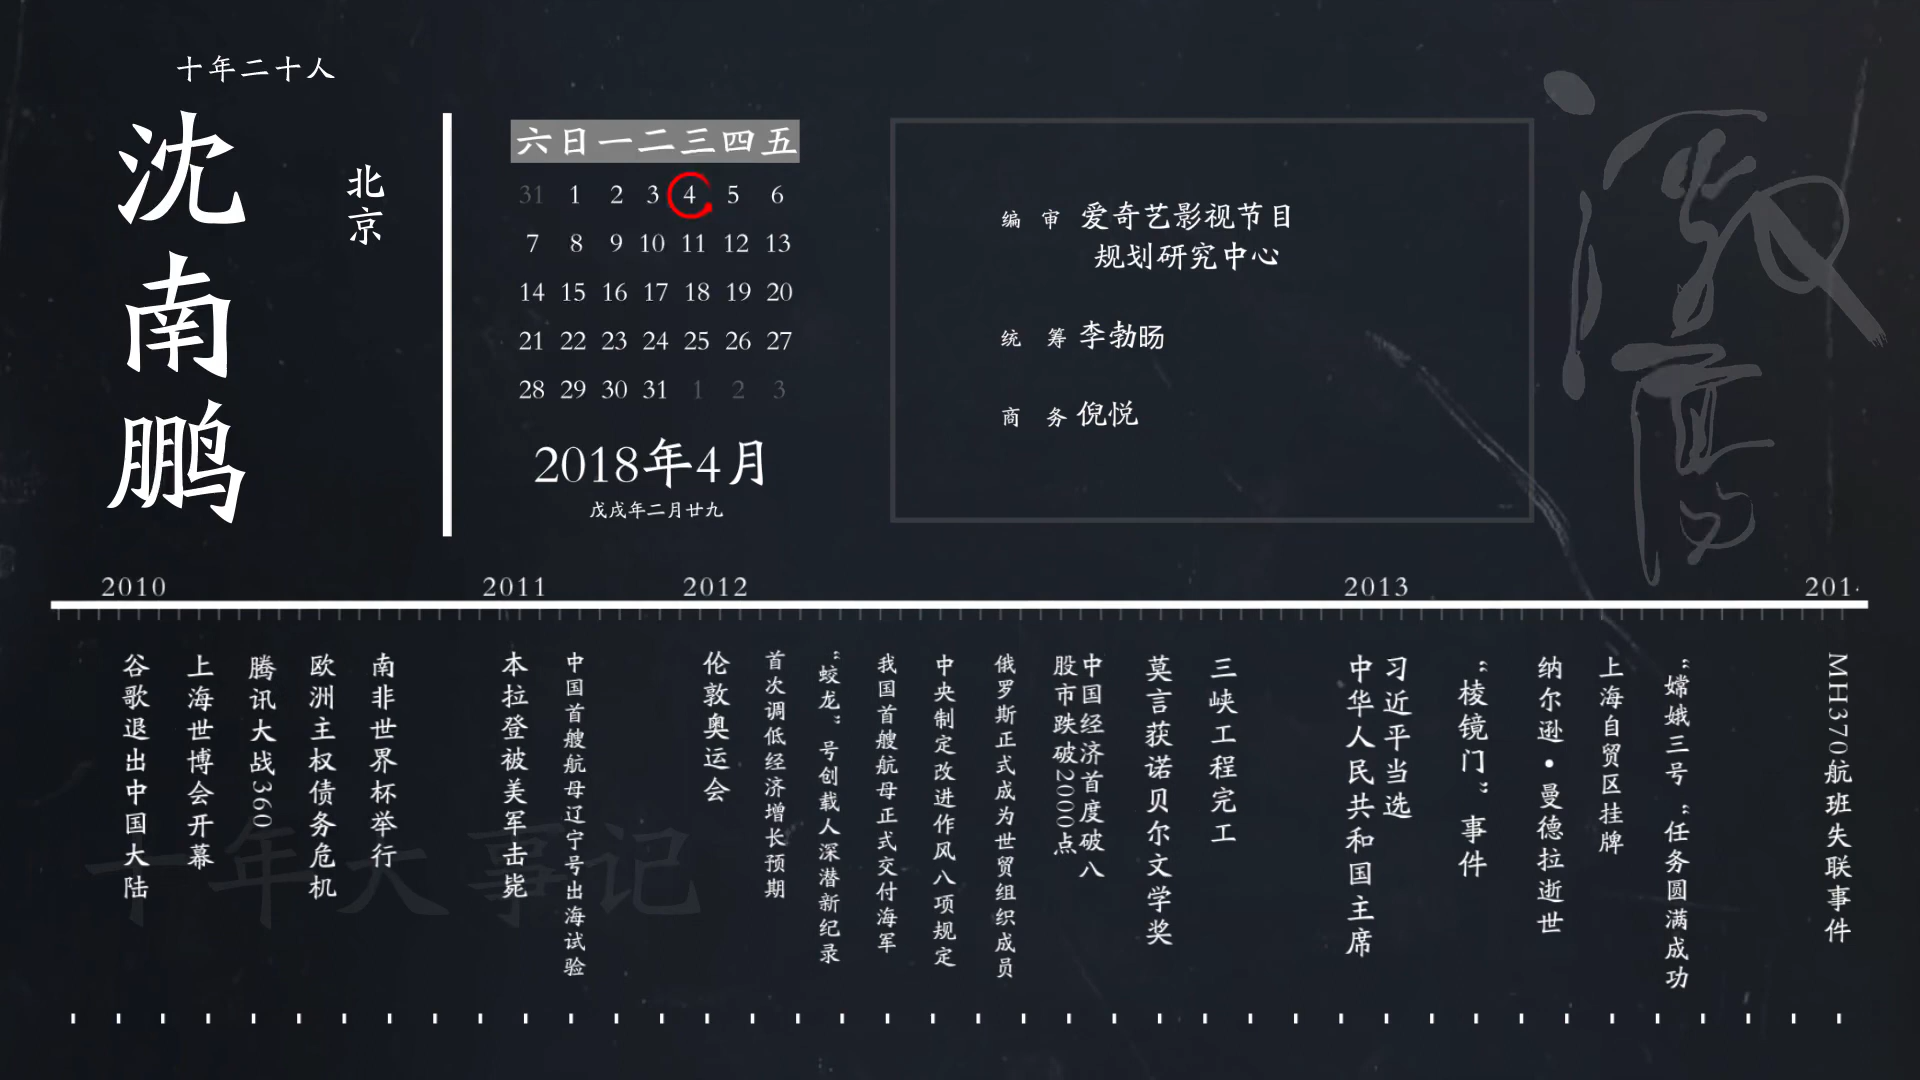 十年二十人
沈南鹏
北京
六日一二三四五
31 1 2 3 4 5 6
7 8 9 10 11 12 13
14 15 16 17 18 19 20
21 22 23 24 25 26 27
28 29 30 31 1 2 3
2018年4月
戊戌年二月廿九
编 审 爱奇艺影视节目
规划研究中心
统 筹 李勃旸
商 务 倪悦
2010
2011
2012
2013
201
谷歌退出中国大陆
上海世博会开幕
腾讯大战360
欧洲主权债务危机
南非世界杯举行
本拉登被美军击毙
中国首艘航母辽宁号出海试验
伦敦奥运会
首次调低经济增长预期
“蛟龙”号创载人深潜新纪录
我国首艘航母正式交付海军
中央制定改进作风八项规定
俄罗斯正式成为世贸组织成员
中国经济首度破八
股市跌破2000点
莫言获诺贝尔文学奖
三峡工程完工
习近平当选
中华人民共和国主席
“棱镜门”事件
纳尔逊·曼德拉逝世
上海自贸区挂牌
“嫦娥三号“任务圆满成功
MH370航班失联事件
十年大事记